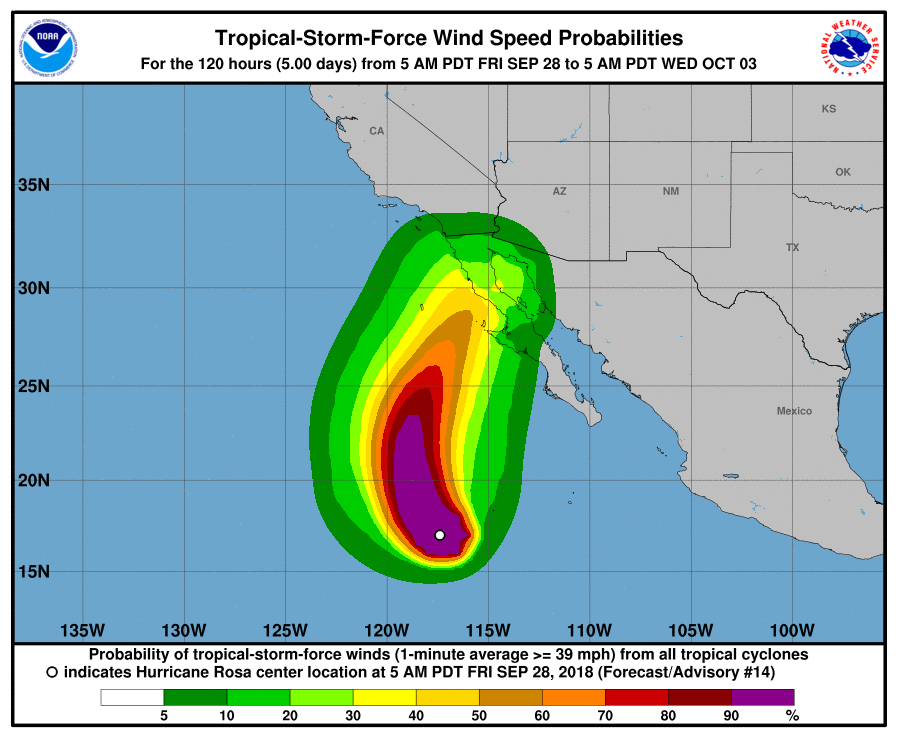 Tropical-Storm-Force Wind Speed Probabilities
For the 120 hours (5.00 days) from 5 AM PDT FRI SEP 28 to 5 AM PDT WED OCT 03
NOAA
NATIONAL WEATHER SERVICE
KS
CA
OK
35N
AZ
NM
TX
30N
25N
Mexico
20N
15N
135W 130W 125W 120W 115W 110W 105W 100W
Probability of tropical-storm-force winds (1-minute average >= 39 mph) from all tropical cyclones
indicates Hurricane Rosa center location at 5 AM PDT FRI SEP 28, 2018 (Forecast/Advisory #14)
5 10 20 30 40 50 60 70 80 90 %